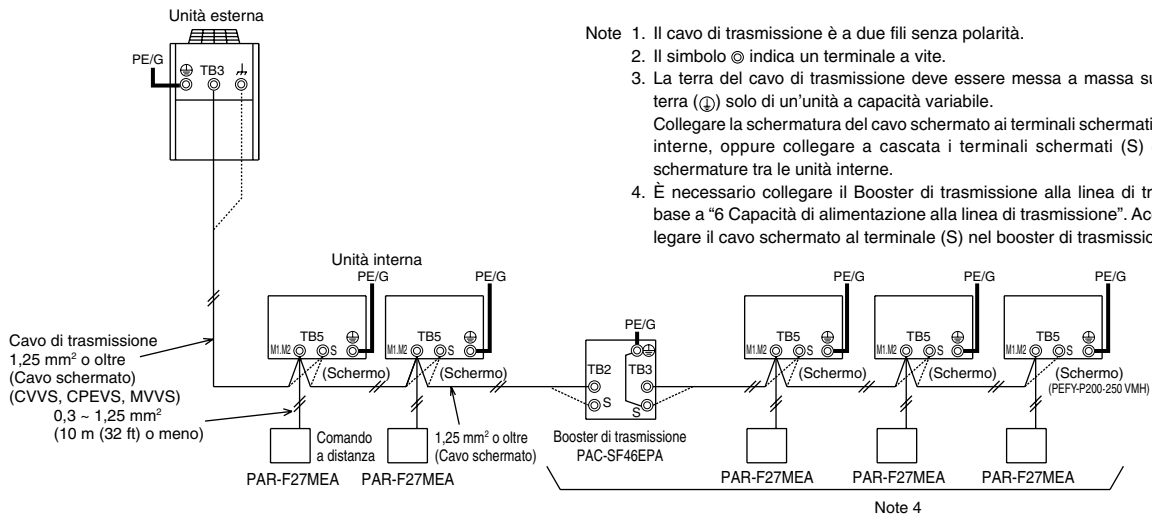 Unità esterna
PE/G
TB3
Note 1. Il cavo di trasmissione è a due fili senza polarità.
2. Il simbolo ◎ indica un terminale a vite.
3. La terra del cavo di trasmissione deve essere messa a massa su
terra (⏚) solo di un'unità a capacità variabile.
Collegare la schermatura del cavo schermato ai terminali schermati
interne, oppure collegare a cascata i terminali schermati (S)
schermature tra le unità interne.
4. È necessario collegare il Booster di trasmissione alla linea di
base a “6 Capacità di alimentazione alla linea di trasmissione”.
legare il cavo schermato al terminale (S) nel booster di
Unità interna
PE/G
PE/G
PE/G
PE/G
PE/G
PE/G
TB5
M1.M2
S
(Schermo)
TB5
M1.M2
S
(Schermo)
TB2
TB3
S
S
TB5
M1.M2
S
(Schermo)
TB5
M1.M2
S
(Schermo)
TB5
M1.M2
S
(Schermo)
(PEFY-P200-250 VMH)
Cavo di trasmissione
1,25 mm² o oltre
(Cavo schermato)
(CVVS, CPEVS, MVVS)
0,3 ~ 1,25 mm²
(10 m (32 ft) o meno)
Comando
a distanza
1,25 mm² o oltre
(Cavo schermato)
Booster di trasmissione
PAC-SF46EPA
PAR-F27MEA
PAR-F27MEA
PAR-F27MEA
PAR-F27MEA
PAR-F27MEA
Note 4